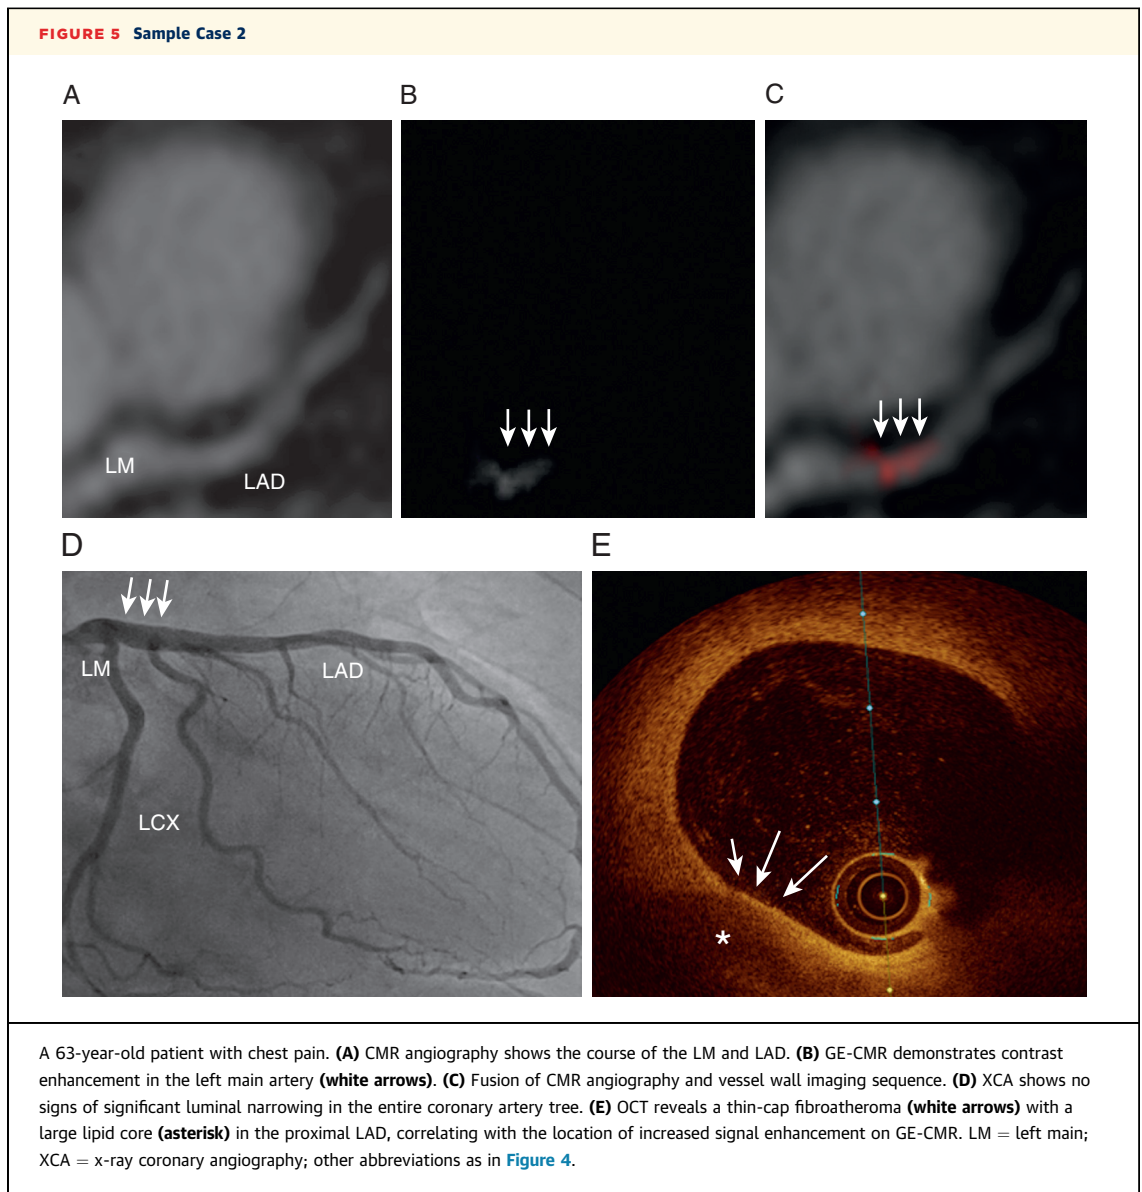 FIGURE 5 Sample Case 2
A
B
C
LM
LAD
D
E
LM
LAD
LCX
*
A 63-year-old patient with chest pain. (A) CMR angiography shows the course of the LM and LAD. (B) GE-CMR demonstrates contrast
enhancement in the left main artery (white arrows). (C) Fusion of CMR angiography and vessel wall imaging sequence. (D) XCA shows no
signs of significant luminal narrowing in the entire coronary artery tree. (E) OCT reveals a thin-cap fibroatheroma (white arrows) with a
large lipid core (asterisk) in the proximal LAD, correlating with the location of increased signal enhancement on GE-CMR. LM = left main;
XCA = x-ray coronary angiography; other abbreviations as in Figure 4.